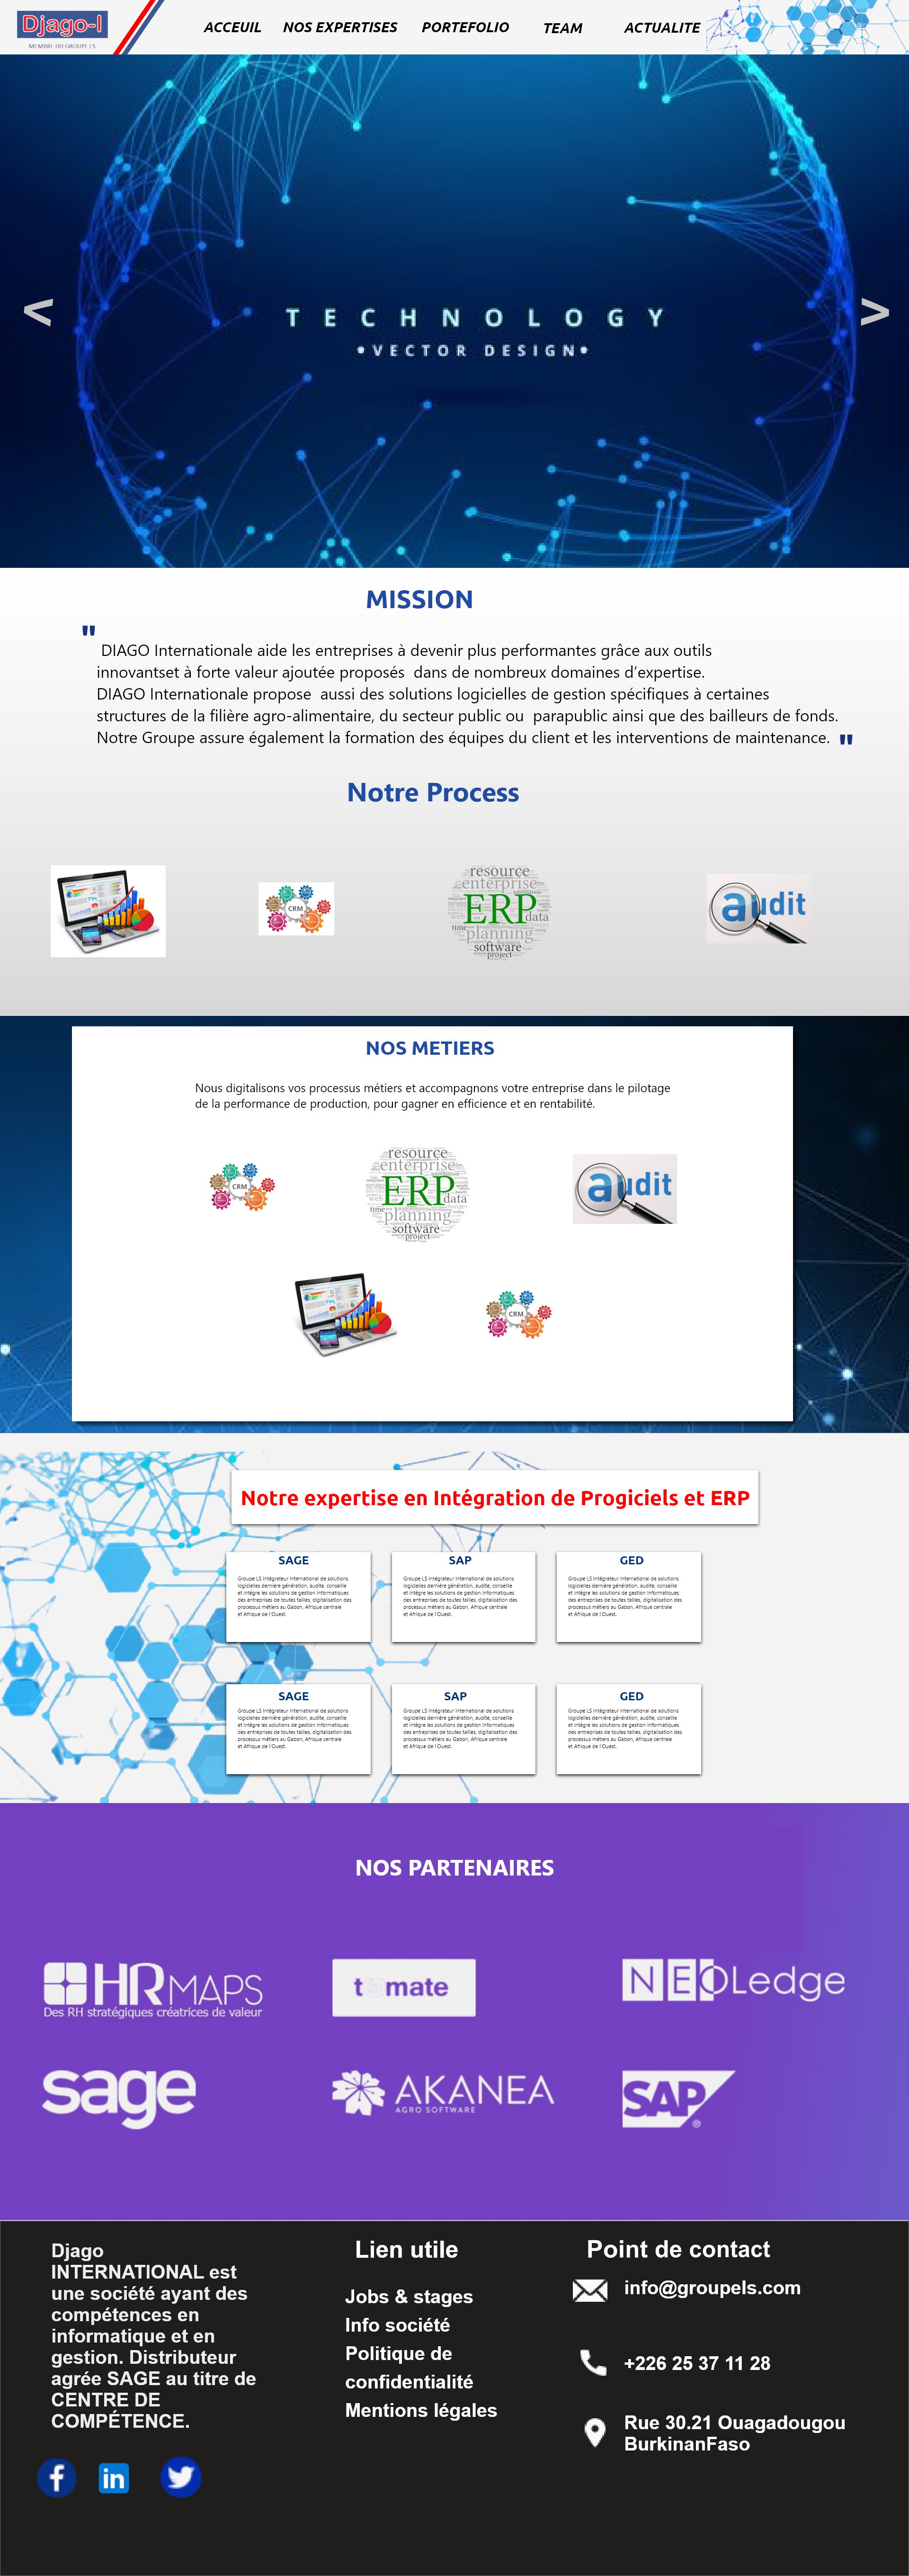 Djago-I
MEMBRE DU GROUPE LS
ACCEUIL NOS EXPERTISES PORTEFOLIO TEAM ACTUALITE
< >
TECHNOLOGY
•VECTOR DESIGN•
MISSION
"
DIAGO Internationale aide les entreprises à devenir plus performantes grâce aux outils
innovantset à forte valeur ajoutée proposés dans de nombreux domaines d’expertise.
DIAGO Internationale propose aussi des solutions logicielles de gestion spécifiques à certaines
structures de la filière agro-alimentaire, du secteur public ou parapublic ainsi que des bailleurs de fonds.
Notre Groupe assure également la formation des équipes du client et les interventions de maintenance. "
Notre Process
CRM
resource
enterprise
ERP
data
time
planning
software
project
audit
NOS METIERS
Nous digitalisons vos processus métiers et accompagnons votre entreprise dans le pilotage
de la performance de production, pour gagner en efficience et en rentabilité.
CRM
resource
enterprise
ERP
data
time
planning
software
project
audit
CRM
Notre expertise en Intégration de Progiciels et ERP
SAGE
Groupe LS intégrateur international de solutions
logicielles dernière génération, audite, conseille
et intègre les solutions de gestion informatiques
des entreprises de toutes tailles, digitalisation des
processus métiers au Gabon, Afrique centrale
et Afrique de l’Ouest.
SAP
Groupe LS intégrateur international de solutions
logicielles dernière génération, audite, conseille
et intègre les solutions de gestion informatiques
des entreprises de toutes tailles, digitalisation des
processus métiers au Gabon, Afrique centrale
et Afrique de l’Ouest.
GED
Groupe LS intégrateur international de solutions
logicielles dernière génération, audite, conseille
et intègre les solutions de gestion informatiques
des entreprises de toutes tailles, digitalisation des
processus métiers au Gabon, Afrique centrale
et Afrique de l’Ouest.
SAGE
Groupe LS intégrateur international de solutions
logicielles dernière génération, audite, conseille
et intègre les solutions de gestion informatiques
des entreprises de toutes tailles, digitalisation des
processus métiers au Gabon, Afrique centrale
et Afrique de l’Ouest.
SAP
Groupe LS intégrateur international de solutions
logicielles dernière génération, audite, conseille
et intègre les solutions de gestion informatiques
des entreprises de toutes tailles, digitalisation des
processus métiers au Gabon, Afrique centrale
et Afrique de l’Ouest.
GED
Groupe LS intégrateur international de solutions
logicielles dernière génération, audite, conseille
et intègre les solutions de gestion informatiques
des entreprises de toutes tailles, digitalisation des
processus métiers au Gabon, Afrique centrale
et Afrique de l’Ouest.
NOS PARTENAIRES
HRMAPS
Des RH stratégiques créatrices de valeur
tomate
NEOLedge
sage
AKANEA
AGRO SOFTWARE
SAP®
Djago
INTERNATIONAL est
une société ayant des
compétences en
informatique et en
gestion. Distributeur
agrée SAGE au titre de
CENTRE DE
COMPÉTENCE.
f in
Lien utile
Jobs & stages
Info société
Politique de
confidentialité
Mentions légales
Point de contact
info@groupels.com
+226 25 37 11 28
Rue 30.21 Ouagadougou
BurkinanFaso